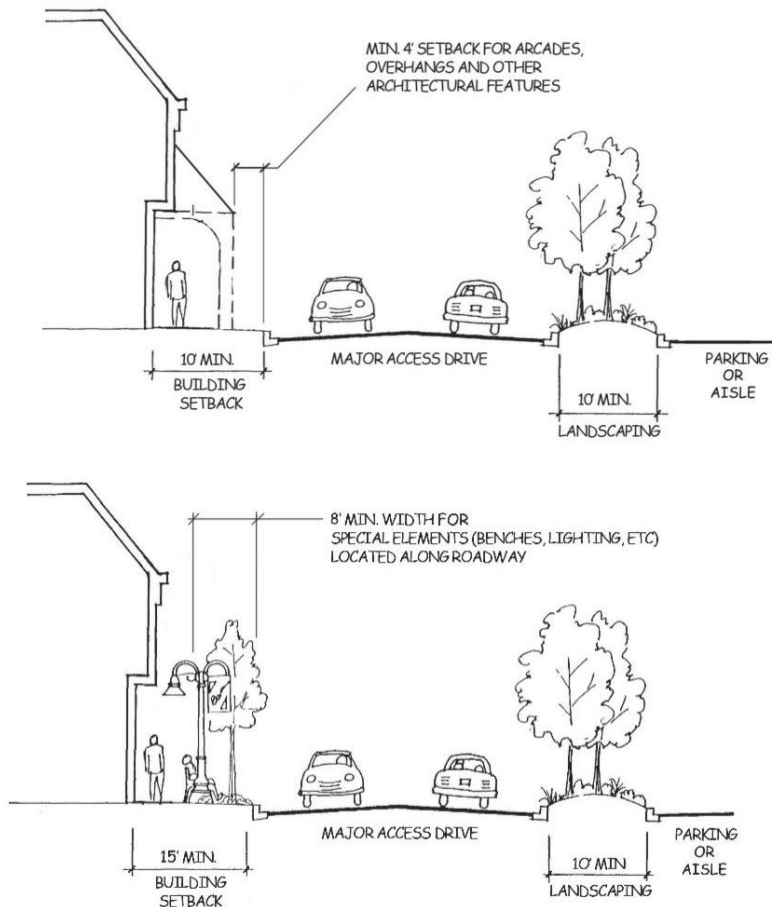 MIN. 4' SETBACK FOR ARCADES,
OVERHANGS AND OTHER
ARCHITECTURAL FEATURES
10' MIN.
BUILDING
SETBACK
MAJOR ACCESS DRIVE
10' MIN.
LANDSCAPING
PARKING
OR
AISLE
8' MIN. WIDTH FOR
SPECIAL ELEMENTS (BENCHES, LIGHTING, ETC)
LOCATED ALONG ROADWAY
15' MIN.
BUILDING
SETBACK
MAJOR ACCESS DRIVE
10' MIN
LANDSCAPING
PARKING
OR
AISLE